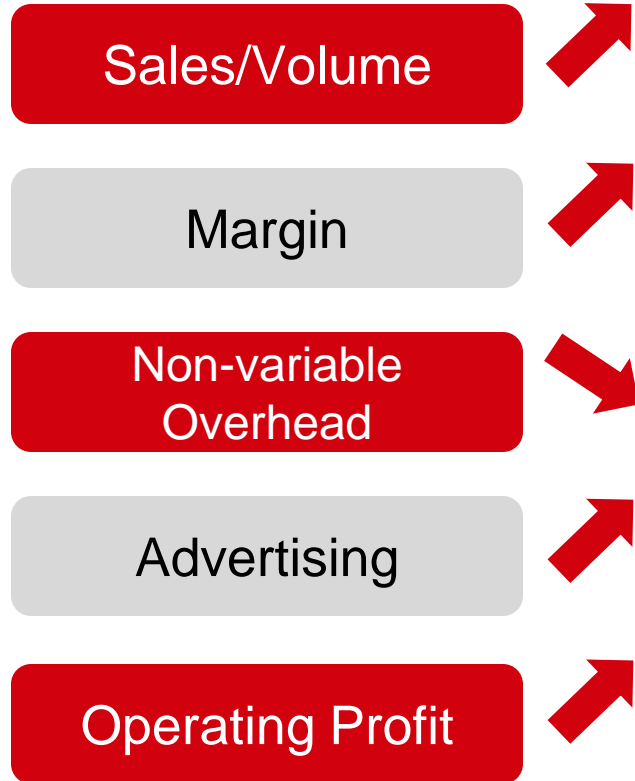 Sales/Volume
Margin
Non-variable
Overhead
Advertising
Operating Profit